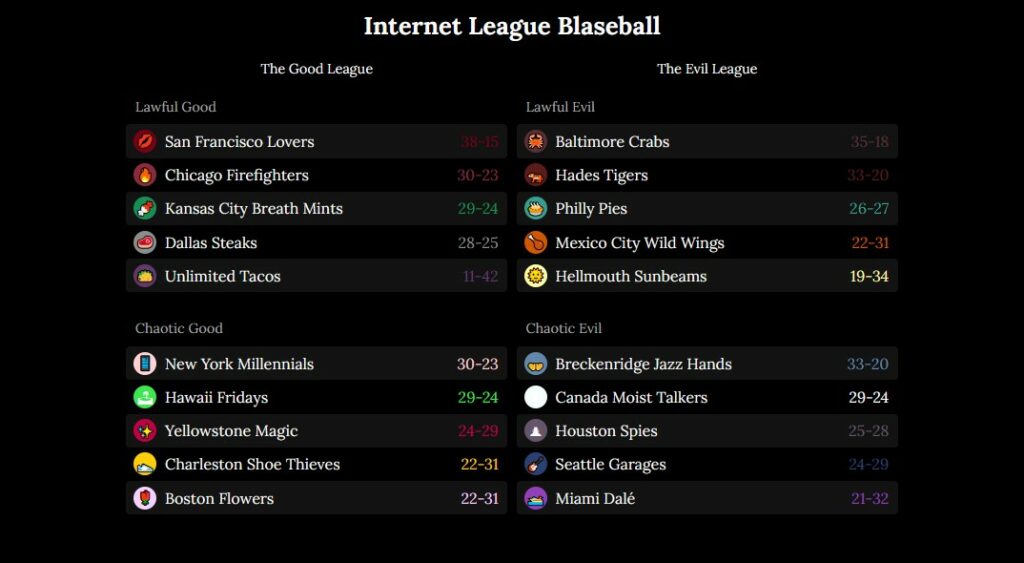 Internet League Blaseball
The Good League
Lawful Good
San Francisco Lovers 38-15
Chicago Firefighters 30-23
Kansas City Breath Mints 29-24
Dallas Steaks 28-25
Unlimited Tacos 11-42
Chaotic Good
New York Millennials 30-23
Hawaii Fridays 29-24
Yellowstone Magic 24-29
Charleston Shoe Thieves 22-31
Boston Flowers 22-31
The Evil League
Lawful Evil
Baltimore Crabs 35-18
Hades Tigers 33-20
Philly Pies 26-27
Mexico City Wild Wings 22-31
Hellmouth Sunbeams 19-34
Chaotic Evil
Breckenridge Jazz Hands 33-20
Canada Moist Talkers 29-24
Houston Spies 25-28
Seattle Garages 24-29
Miami Dalé 21-32